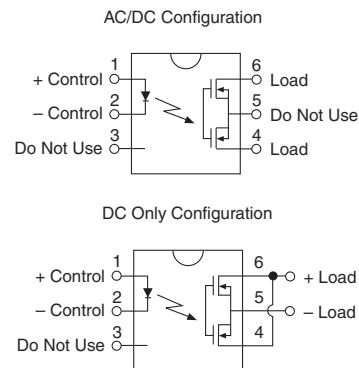 AC/DC Configuration
1
6
+ Control
Load
2
5
– Control
Do Not Use
3
4
Do Not Use
Load
DC Only Configuration
1
6
+ Control
+ Load
2
5
– Control
– Load
3
4
Do Not Use